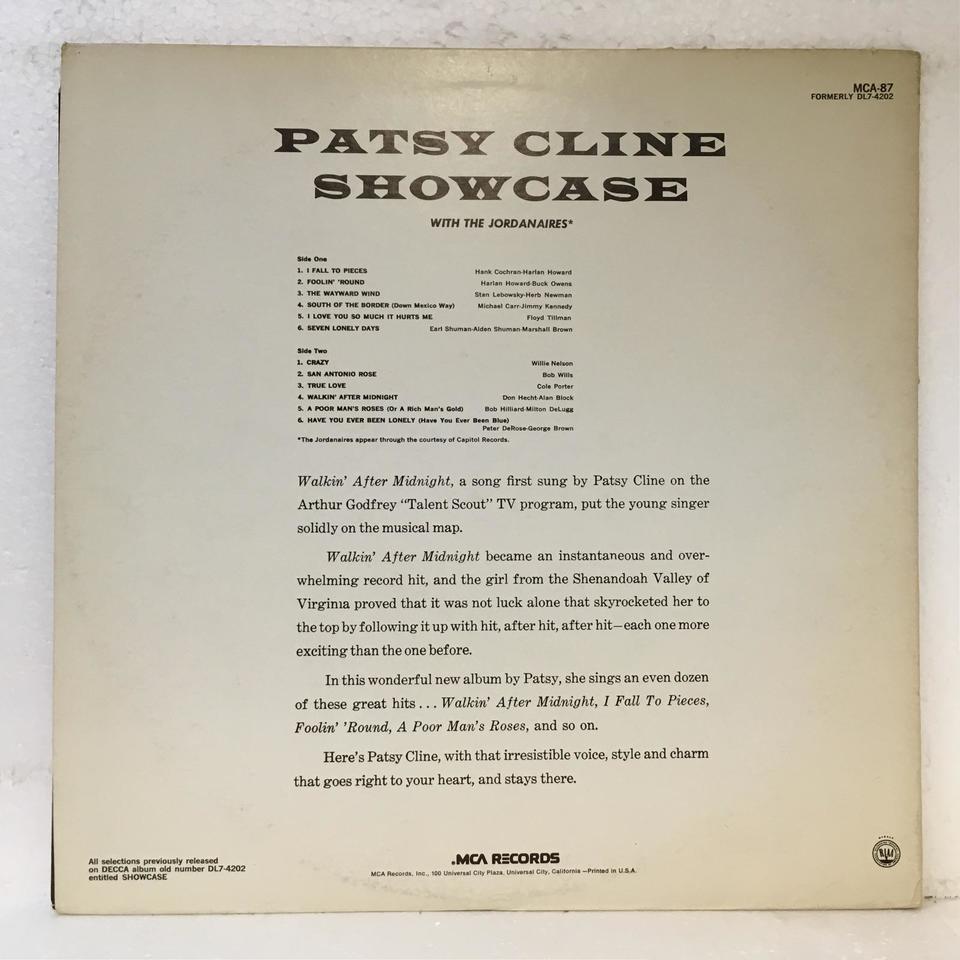 MCA-87
FORMERLY DL7-4202
PATSY CLINE
SHOWCASE
WITH THE JORDANAIRES*
Side One
1. I FALL TO PIECES Hank Cochran-Harlan Howard
2. FOOLIN' 'ROUND Harlan Howard-Buck Owens
3. THE WAYWARD WIND Stan Lebowsky-Herb Newman
4. SOUTH OF THE BORDER (Down Mexico Way) Michael Carr-Jimmy Kennedy
5. I LOVE YOU SO MUCH IT HURTS ME Floyd Tillman
6. SEVEN LONELY DAYS Earl Shuman-Alden Shuman-Marshall Brown
Side Two
1. CRAZY Willie Nelson
2. SAN ANTONIO ROSE Bob Wills
3. TRUE LOVE Cole Porter
4. WALKIN' AFTER MIDNIGHT Don Hecht-Alan Block
5. A POOR MAN'S ROSES (Or A Rich Man's Gold) Bob Hilliard-Milton DeLugg
6. HAVE YOU EVER BEEN LONELY (Have You Ever Been Blue)
Peter DeRose-George Brown
*The Jordanaires appear through the courtesy of Capitol Records.
Walkin' After Midnight, a song first sung by Patsy Cline on the
Arthur Godfrey "Talent Scout" TV program, put the young singer
solidly on the musical map.
Walkin' After Midnight became an instantaneous and over-
whelming record hit, and the girl from the Shenandoah Valley of
Virginia proved that it was not luck alone that skyrocketed her to
the top by following it up with hit, after hit, after hit—each one more
exciting than the one before.
In this wonderful new album by Patsy, she sings an even dozen
of these great hits . . . Walkin' After Midnight, I Fall To Pieces,
Foolin' 'Round, A Poor Man's Roses, and so on.
Here's Patsy Cline, with that irresistible voice, style and charm
that goes right to your heart, and stays there.
All selections previously released
on DECCA album old number DL7-4202
entitled SHOWCASE
MCA RECORDS
MCA Records, Inc., 100 Universal City Plaza, Universal City, California —Printed in U.S.A.